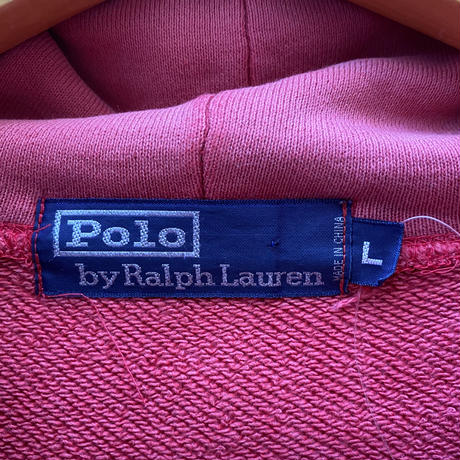 Polo
by Ralph Lauren
MADE IN CHINA
L